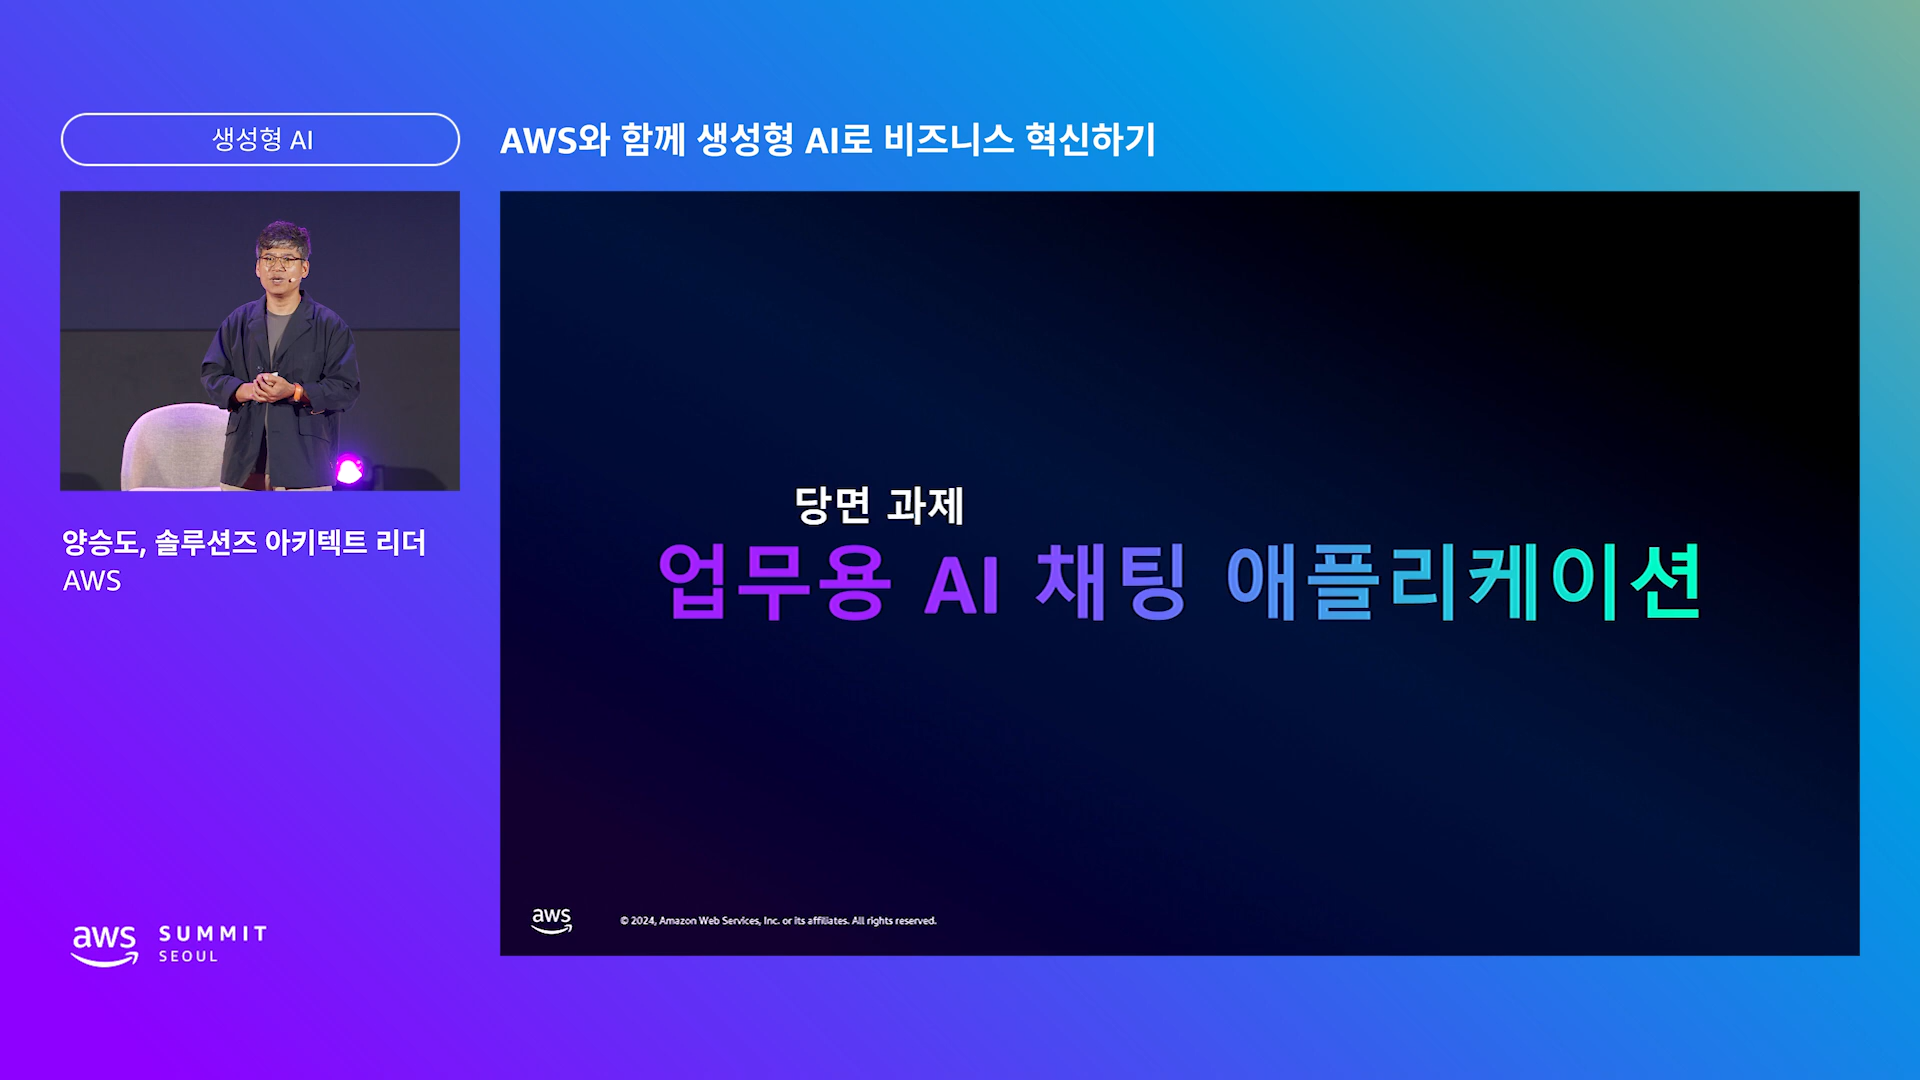 생성형 AI
AWS와 함께 생성형 AI로 비즈니스 혁신하기
양승도, 솔루션즈 아키텍트 리더
AWS
당면 과제
업무용 AI 채팅 애플리케이션
aws
© 2024, Amazon Web Services, Inc. or its affiliates. All rights reserved.
aws SUMMIT
SEOUL